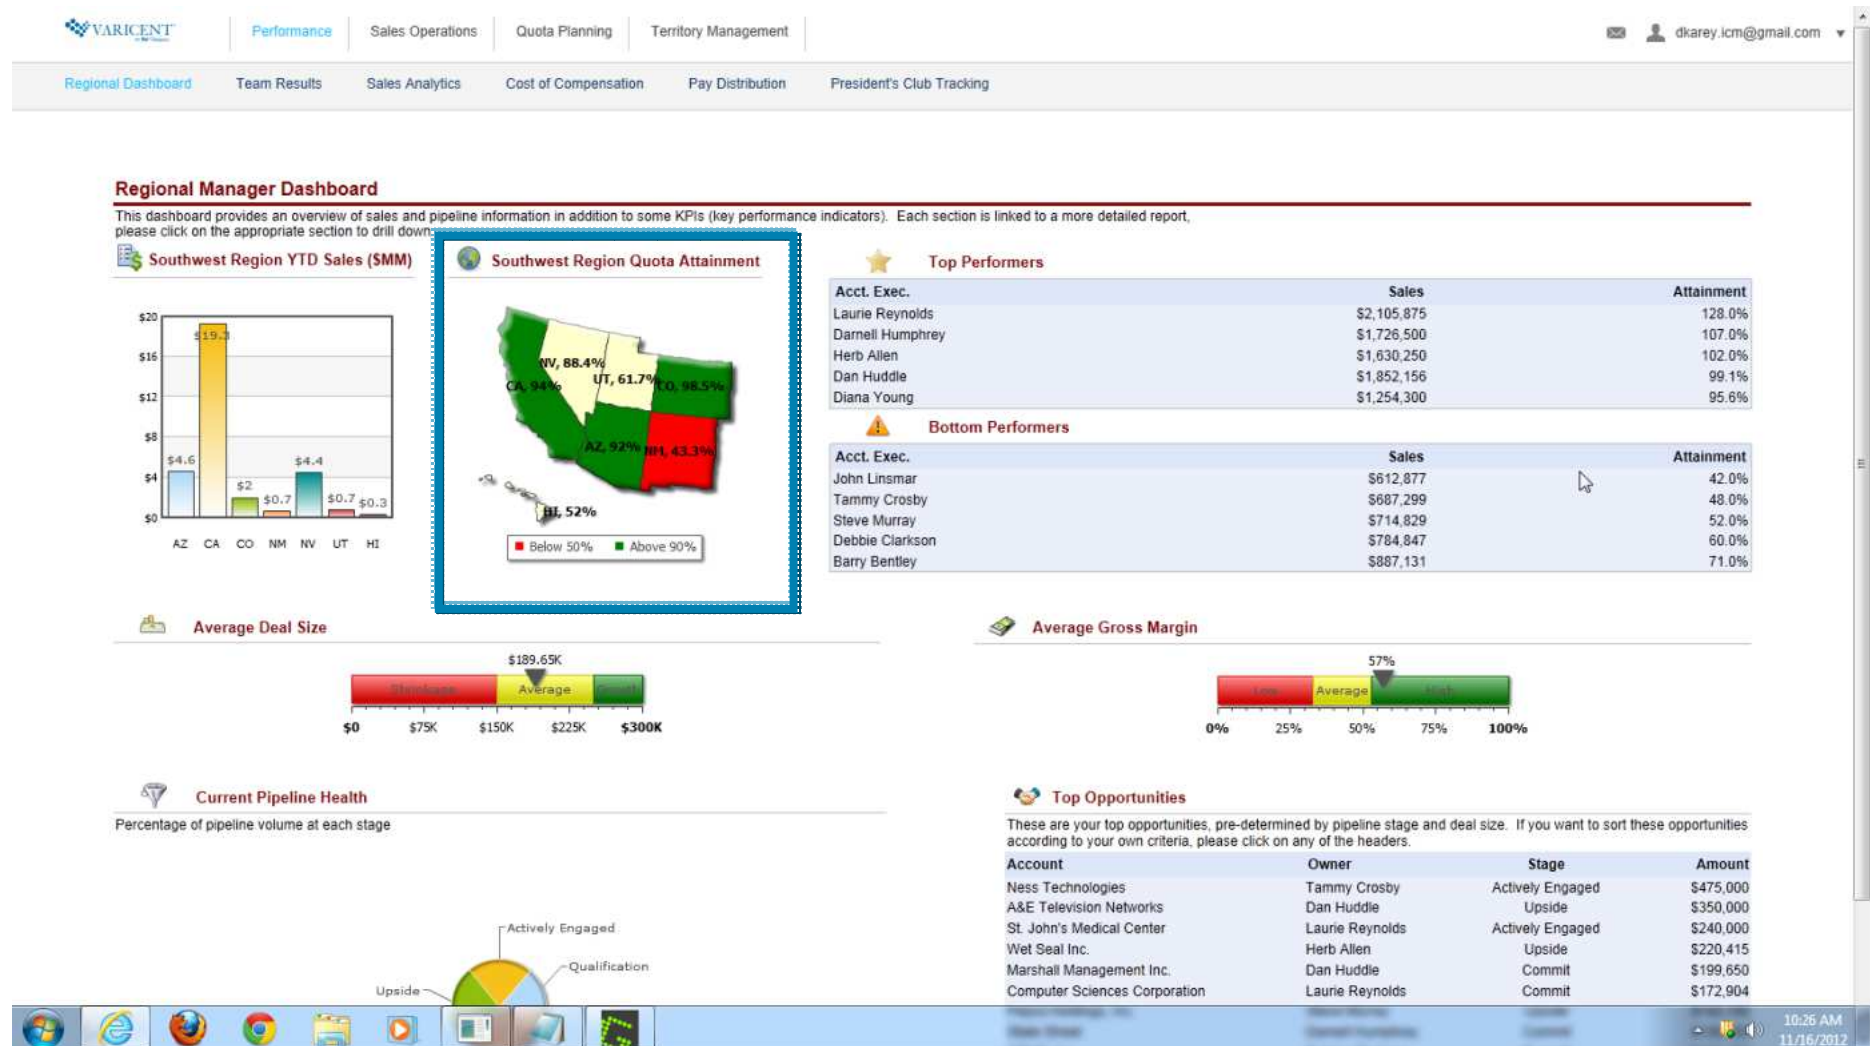 VARICENT
Performance
Sales Operations
Quota Planning
Territory Management
dkarey.icm@gmail.com
Regional Dashboard
Team Results
Sales Analytics
Cost of Compensation
Pay Distribution
President's Club Tracking
Regional Manager Dashboard
This dashboard provides an overview of sales and pipeline information in addition to some KPIs (key performance indicators). Each section is linked to a more detailed report,
please click on the appropriate section to drill down.
Southwest Region YTD Sales ($MM)
$20
$16
$12
$8
$4
$0
$4.6
$19.3
$2
$0.7
$4.4
$0.7
$0.3
AZ CA CO NM NV UT HI
Southwest Region Quota Attainment
NV, 88.4%
UT, 61.7%
CO, 98.5%
CA, 94%
AZ, 92%
NM, 43.3%
HI, 52%
Below 50% Above 90%
Top Performers
Acct. Exec. Sales Attainment
Laurie Reynolds $2,105,875 128.0%
Darnell Humphrey $1,726,500 107.0%
Herb Allen $1,630,250 102.0%
Dan Huddle $1,852,156 99.1%
Diana Young $1,254,300 95.6%
Bottom Performers
Acct. Exec. Sales Attainment
John Linsmar $612,877 42.0%
Tammy Crosby $687,299 48.0%
Steve Murray $714,829 52.0%
Debbie Clarkson $784,847 60.0%
Barry Bentley $887,131 71.0%
Average Deal Size
$189.65K
Shrinkage Average Growth
$0 $75K $150K $225K $300K
Average Gross Margin
57%
Low Average High
0% 25% 50% 75% 100%
Current Pipeline Health
Percentage of pipeline volume at each stage
Actively Engaged
Qualification
Upside
Top Opportunities
These are your top opportunities, pre-determined by pipeline stage and deal size. If you want to sort these opportunities
according to your own criteria, please click on any of the headers.
Account Owner Stage Amount
Ness Technologies Tammy Crosby Actively Engaged $475,000
A&E Television Networks Dan Huddle Upside $350,000
St. John's Medical Center Laurie Reynolds Actively Engaged $240,000
Wet Seal Inc. Herb Allen Upside $220,415
Marshall Management Inc. Dan Huddle Commit $199,650
Computer Sciences Corporation Laurie Reynolds Commit $172,904
10:26 AM
11/16/2012